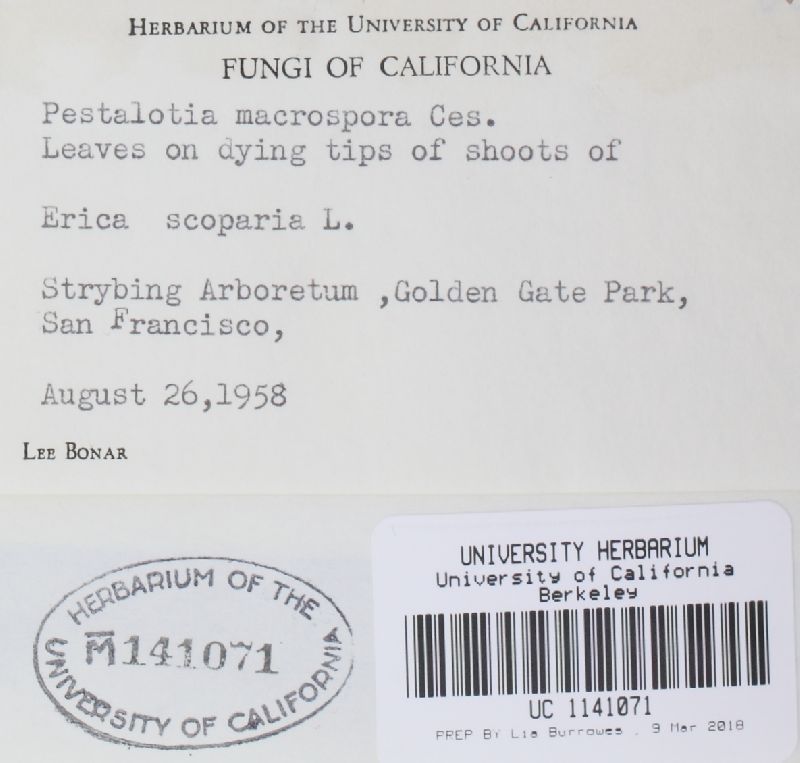 HERBARIUM OF THE UNIVERSITY OF CALIFORNIA
FUNGI OF CALIFORNIA
Pestalotia macrospora Ces.
Leaves on dying tips of shoots of
Erica scoparia L.
Strybing Arboretum ,Golden Gate Park,
San Francisco,
August 26,1958
LEE BONAR
HERBARIUM OF THE
M141071
UNIVERSITY OF CALIFORNIA
UNIVERSITY HERBARIUM
University of California
Berkeley
UC 1141071
PREP BY Lia Burrowes . 9 Mar 2018